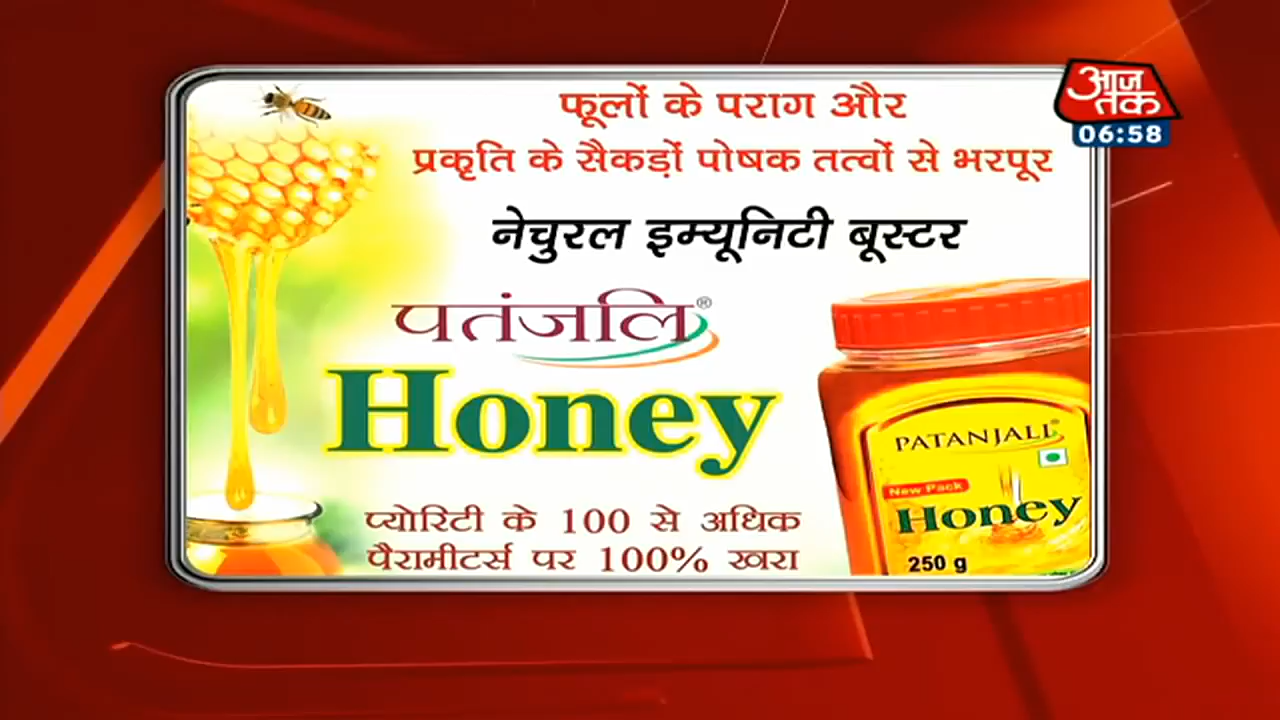 आज
तक
06:58
फूलों के पराग और
प्रकृति के सैकड़ों पोषक तत्वों से भरपूर
नेचुरल इम्यूनिटी बूस्टर
पतंजलि®
Honey
प्योरिटी के 100 से अधिक
पैरामीटर्स पर 100% खरा
PATANJALI®
New Pack
Honey
250 g